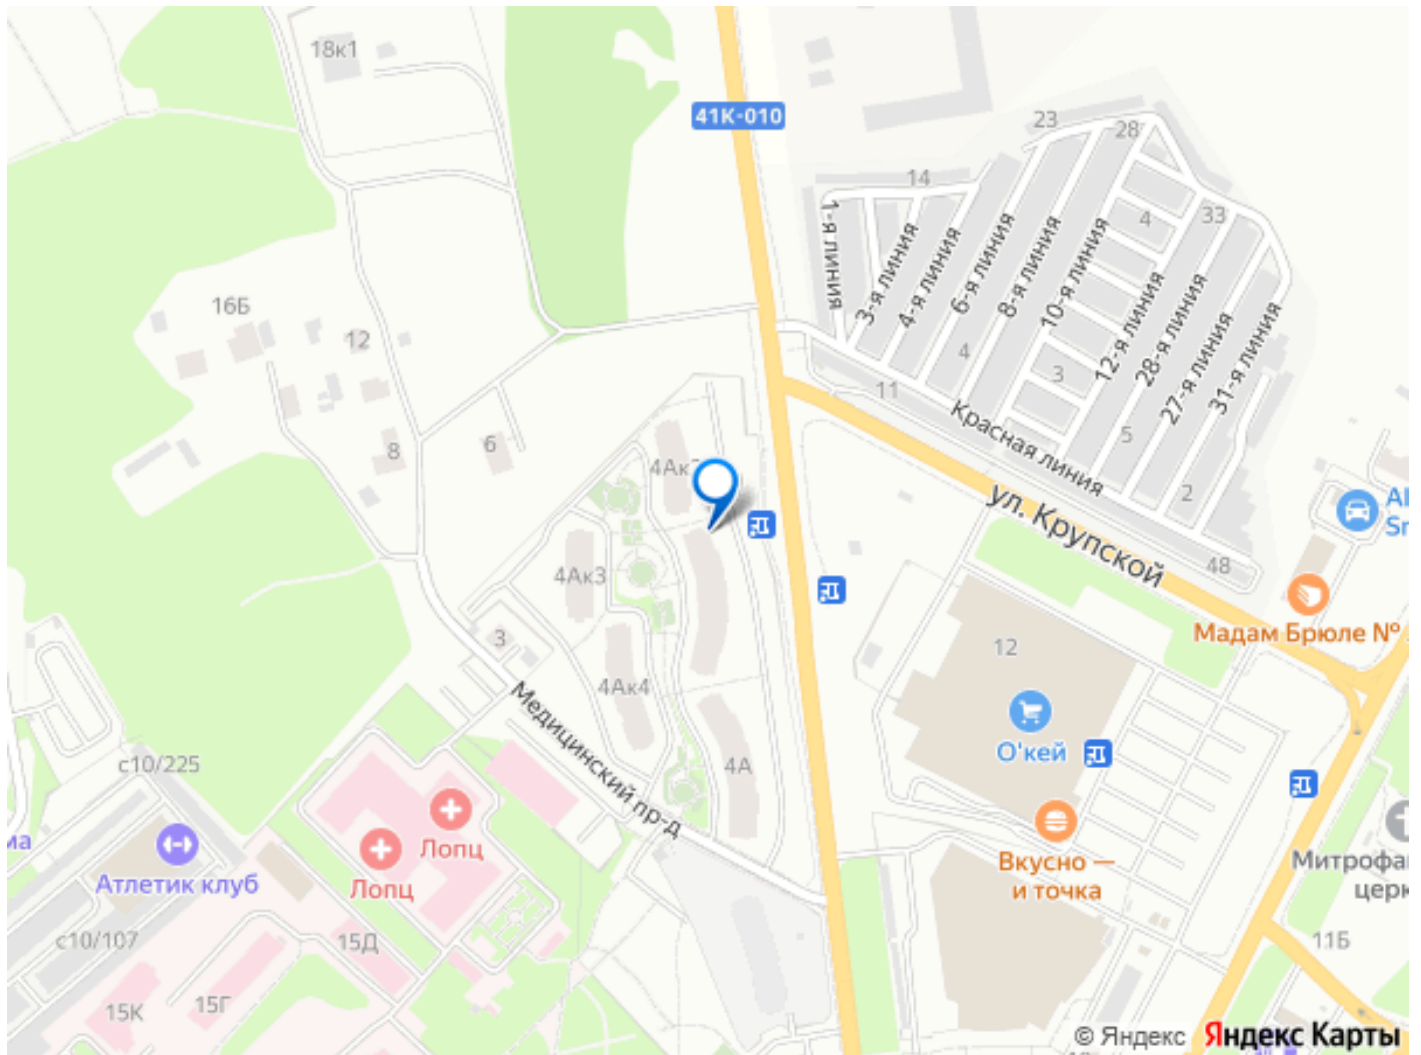 18к1
41К-010
23
28
14
33
4
1-я линия
3-я линия
4-я линия
6-я линия
8-я линия
10-я линия
12-я линия
28-я линия
27-я линия
31-я линия
16Б
12
4
3
11
5
2
Красная линия
48
8
6
4Ак
ул. Крупской
4Ак3
3
4Ак4
4А
Мадам Брюле №
12
О'кей
Медицинский пр-д
с10/225
Лопц
Лопц
Атлетик клуб
Вкусно —
и точка
Митрофа
церк
с10/107
15Д
11Б
15К
15Г
© Яндекс Яндекс Карты